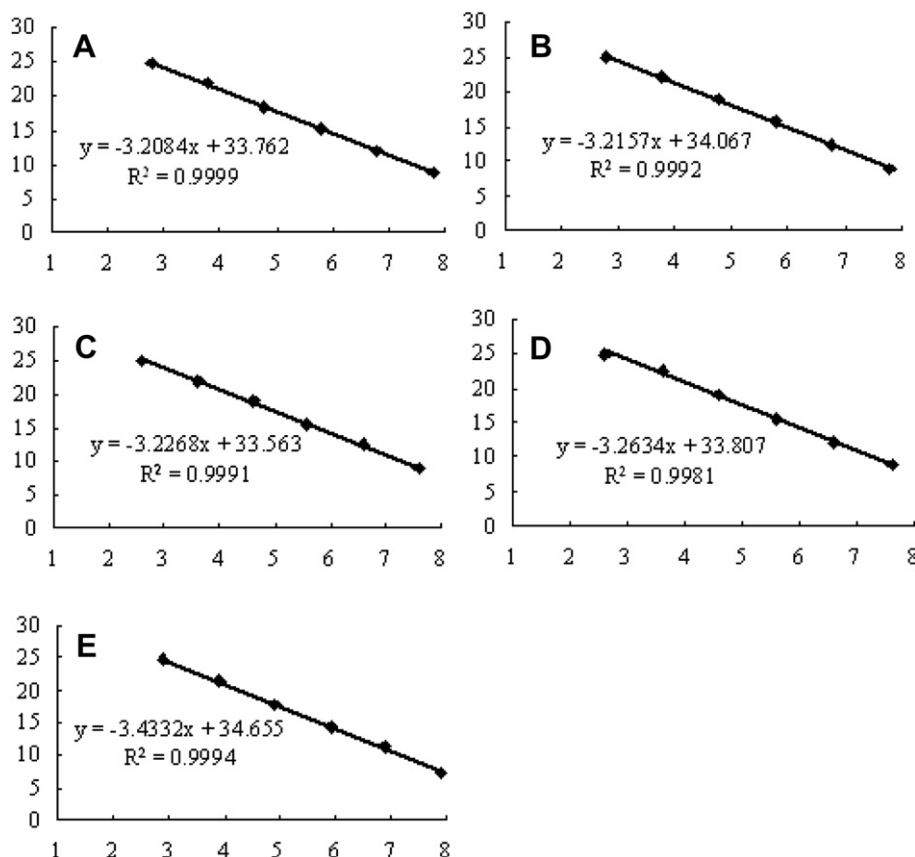 A
30
25
20
15
10
5
0
y = -3.2084x + 33.762
R² = 0.9999
1 2 3 4 5 6 7 8
B
30
25
20
15
10
5
0
y = -3.2157x + 34.067
R² = 0.9992
1 2 3 4 5 6 7 8
C
30
25
20
15
10
5
0
y = -3.2268x + 33.563
R² = 0.9991
1 2 3 4 5 6 7 8
D
30
25
20
15
10
5
0
y = -3.2634x + 33.807
R² = 0.9981
1 2 3 4 5 6 7 8
E
30
25
20
15
10
5
0
y = -3.4332x + 34.655
R² = 0.9994
1 2 3 4 5 6 7 8